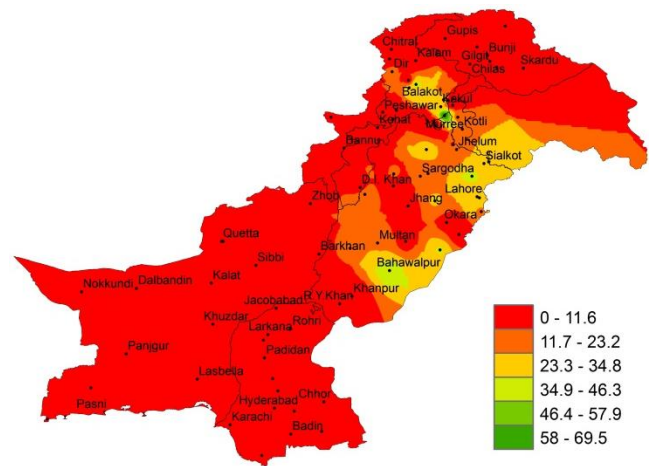 Gupis
Chitral
Kalam
Bunji
Gilgit
Dir
Chilas
Skardu
Balakot
Kakul
Peshawar
Kohat
Murree
Kotli
Bannu
Jhelum
Sialkot
Sargodha
D.I. Khan
Lahore
Zhob
Jhang
Okara
Quetta
Multan
Barkhan
Sibbi
Bahawalpur
Kalat
Nokkundi
Dalbandin
R.Y.Khan
Khanpur
Jacobabad
Khuzdar
Rohri
Larkana
Panjgur
Padidan
Lasbella
Pasni
Hyderabad
Chhor
Karachi
Badin
0 - 11.6
11.7 - 23.2
23.3 - 34.8
34.9 - 46.3
46.4 - 57.9
58 - 69.5